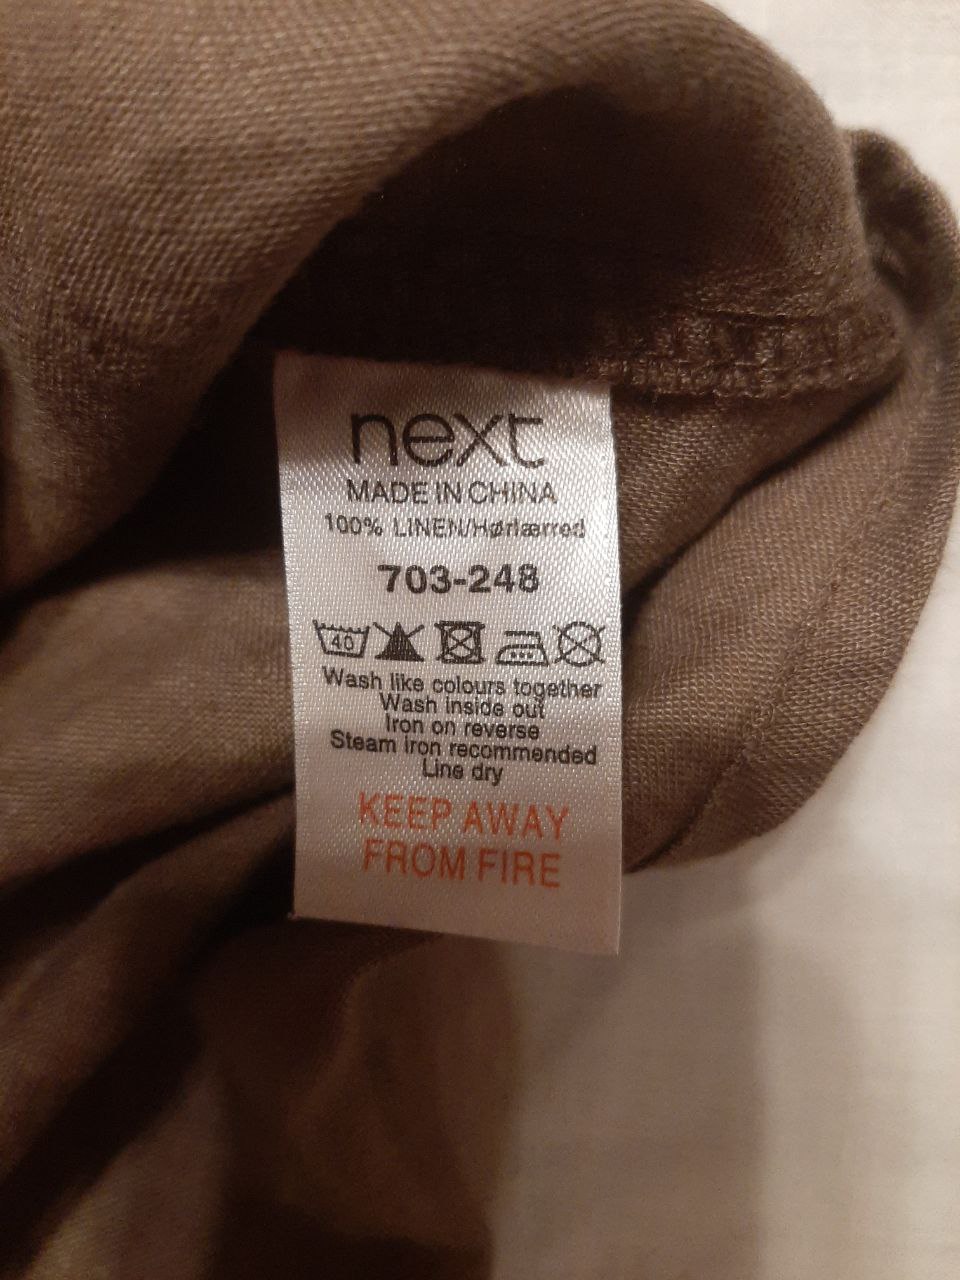 next
MADE IN CHINA
100% LINEN/Hørlærred
703-248
40
Wash like colours together
Wash inside out
Iron on reverse
Steam iron recommended
Line dry
KEEP AWAY
FROM FIRE